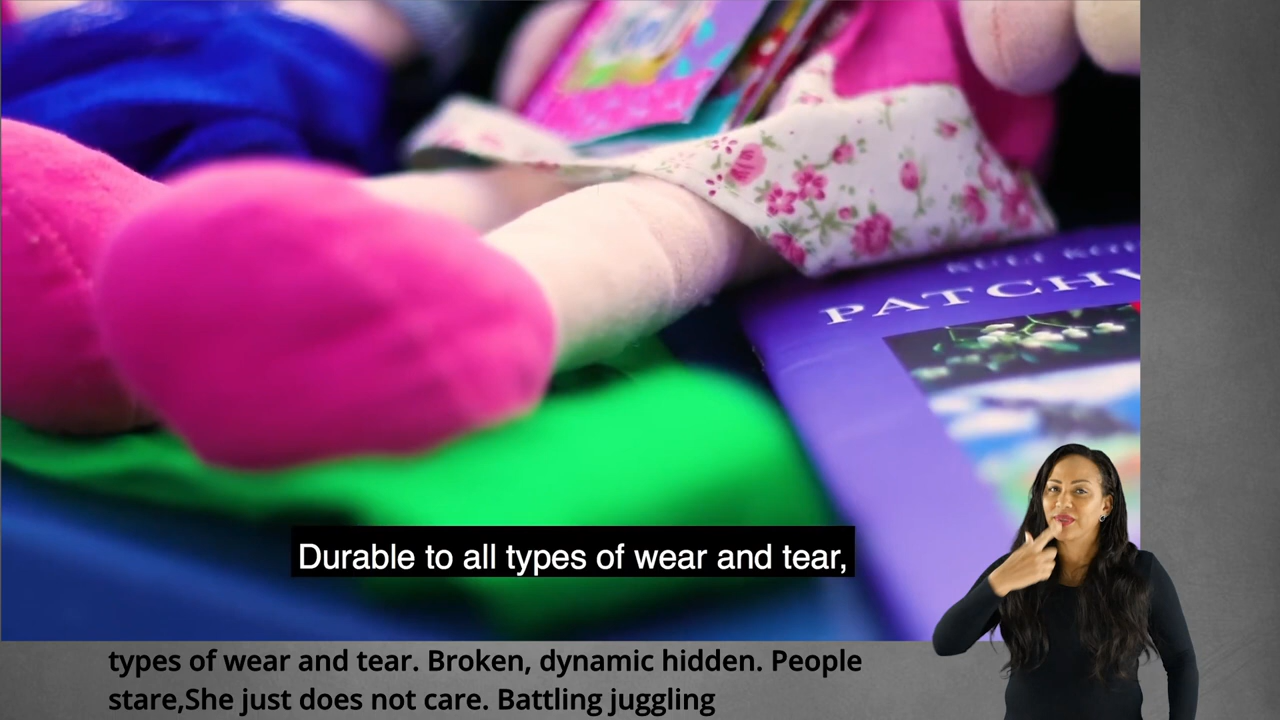 PATCHW
Durable to all types of wear and tear,
types of wear and tear. Broken, dynamic hidden. People
stare,She just does not care. Battling juggling